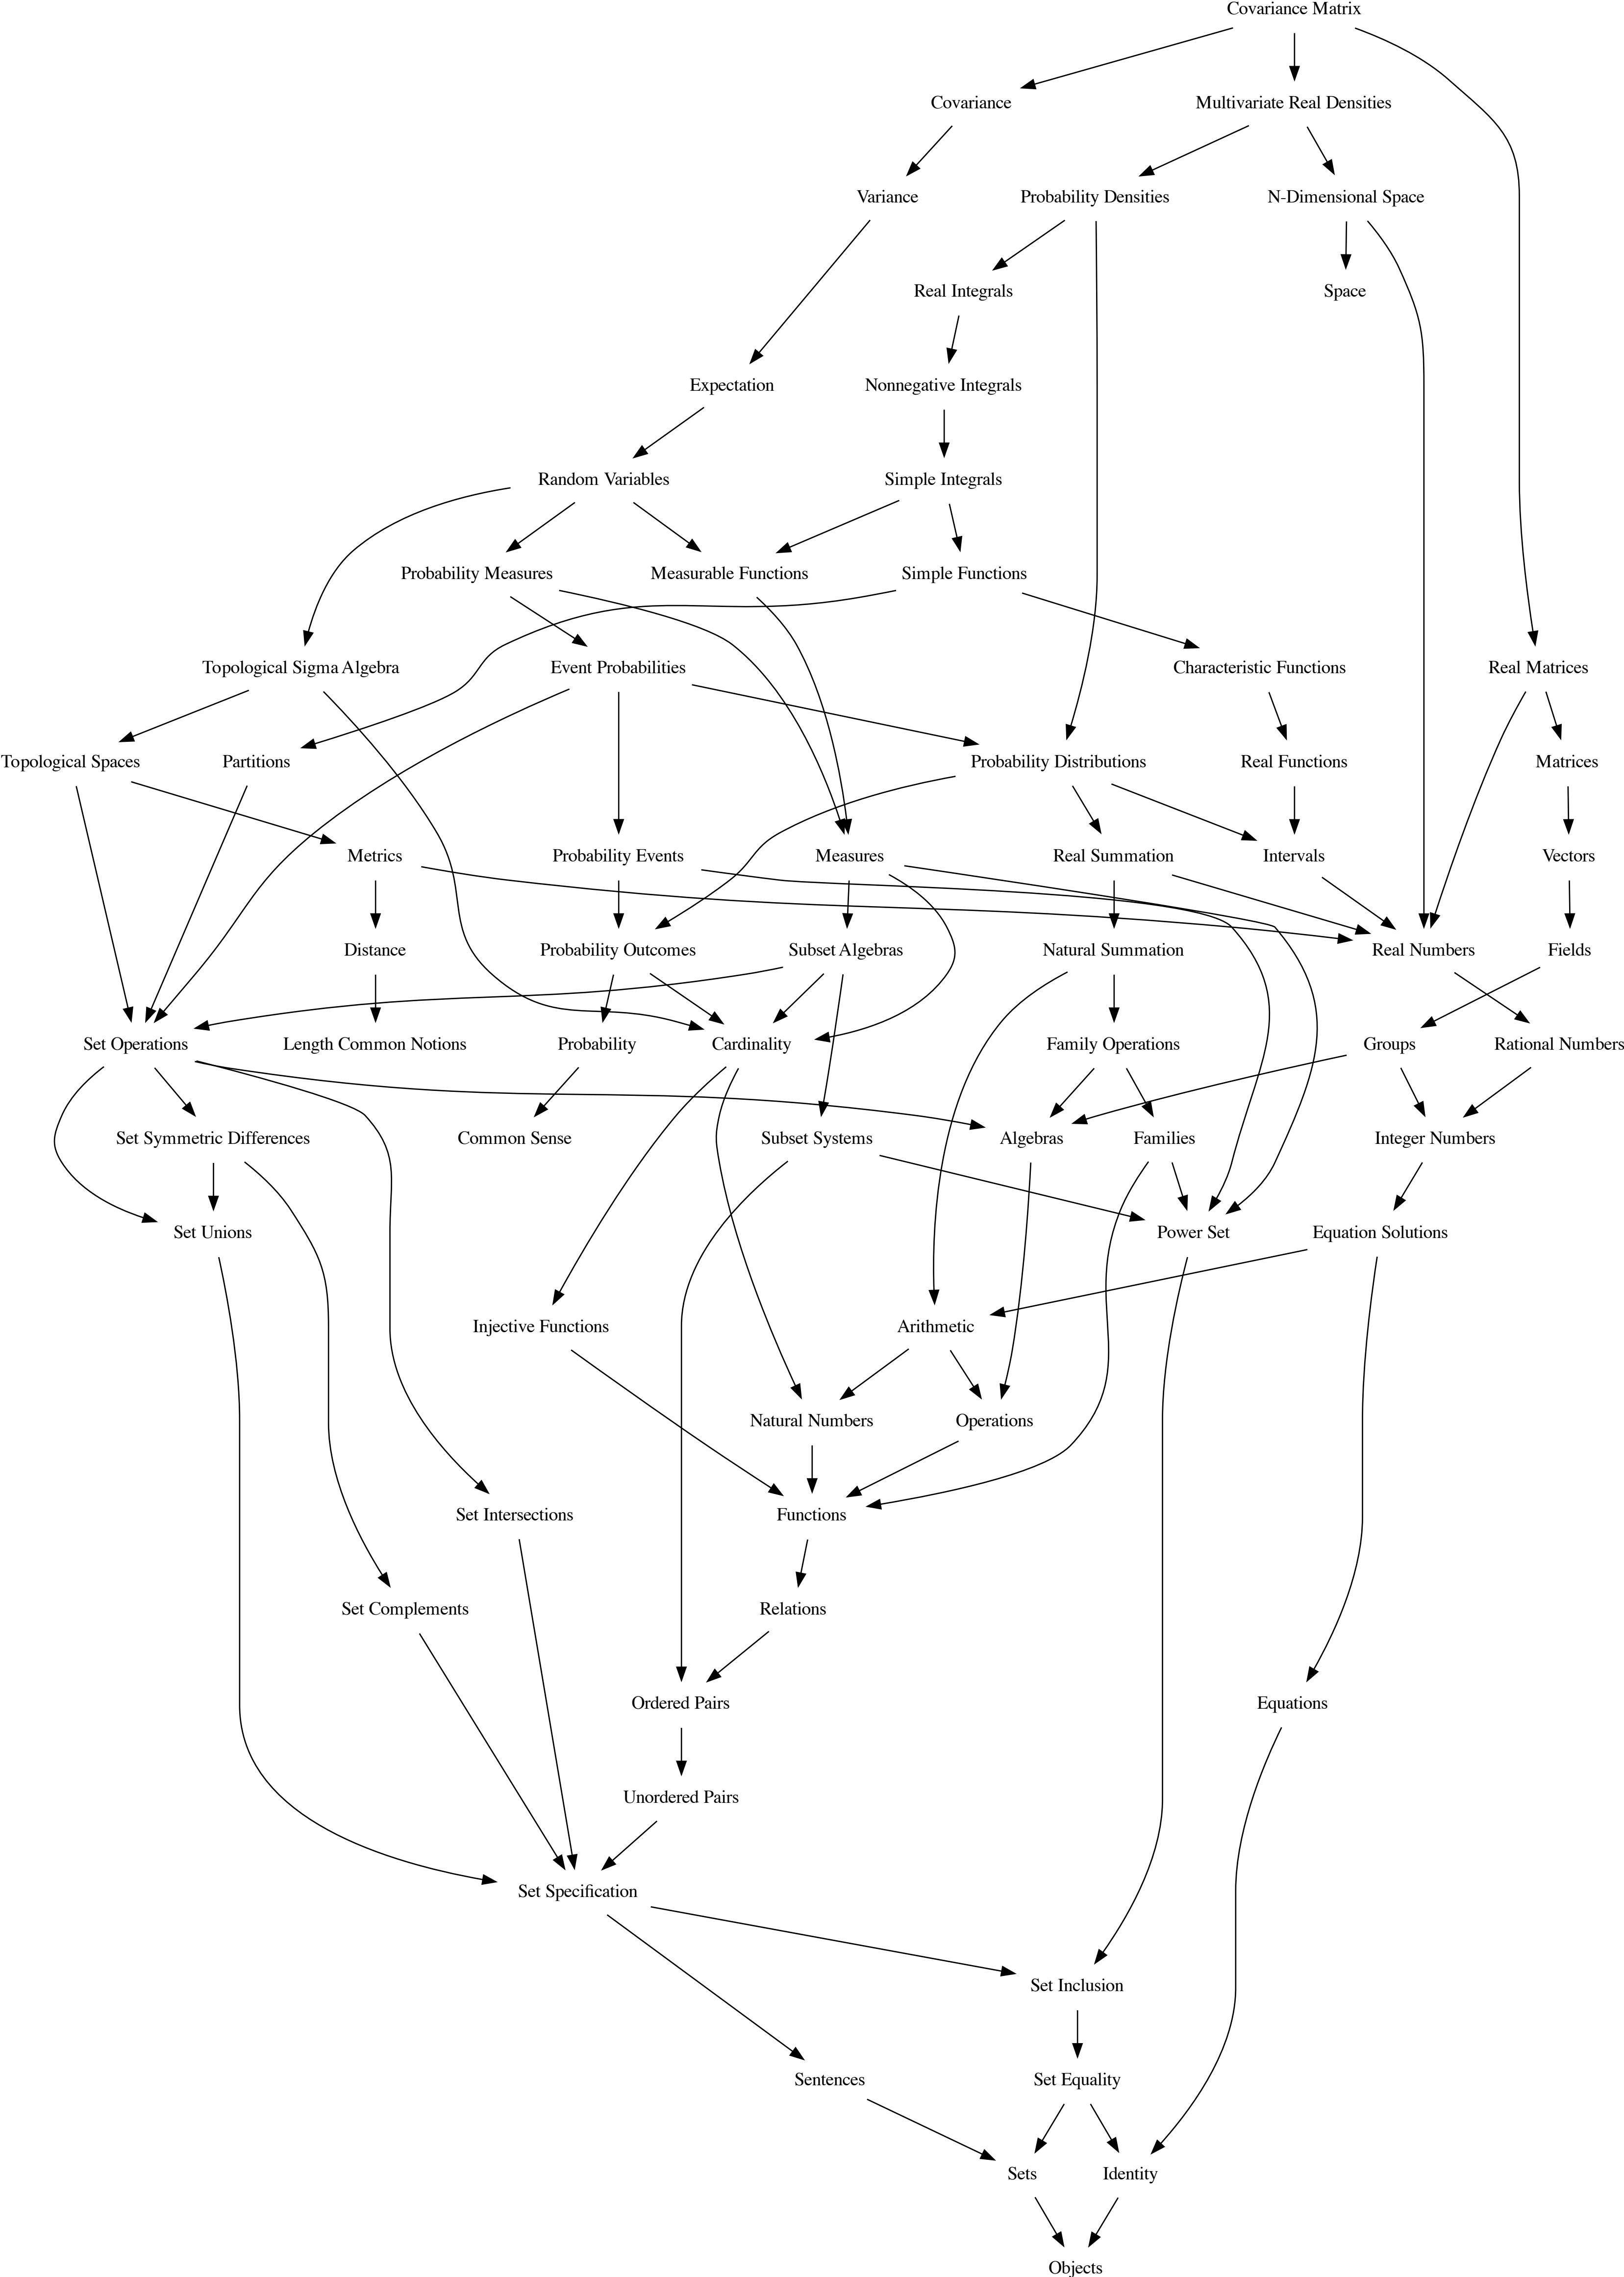 Covariance Matrix
Covariance
Multivariate Real Densities
Variance
Probability Densities
N-Dimensional Space
Real Integrals
Space
Expectation
Nonnegative Integrals
Random Variables
Simple Integrals
Probability Measures
Measurable Functions
Simple Functions
Topological Sigma Algebra
Event Probabilities
Characteristic Functions
Real Matrices
Topological Spaces
Partitions
Probability Distributions
Real Functions
Matrices
Metrics
Probability Events
Measures
Real Summation
Intervals
Vectors
Distance
Probability Outcomes
Subset Algebras
Natural Summation
Real Numbers
Fields
Set Operations
Length Common Notions
Probability
Cardinality
Family Operations
Groups
Rational Numbers
Set Symmetric Differences
Common Sense
Subset Systems
Algebras
Families
Integer Numbers
Set Unions
Power Set
Equation Solutions
Injective Functions
Arithmetic
Natural Numbers
Operations
Set Intersections
Functions
Set Complements
Relations
Ordered Pairs
Equations
Unordered Pairs
Set Specification
Set Inclusion
Sentences
Set Equality
Sets
Identity
Objects